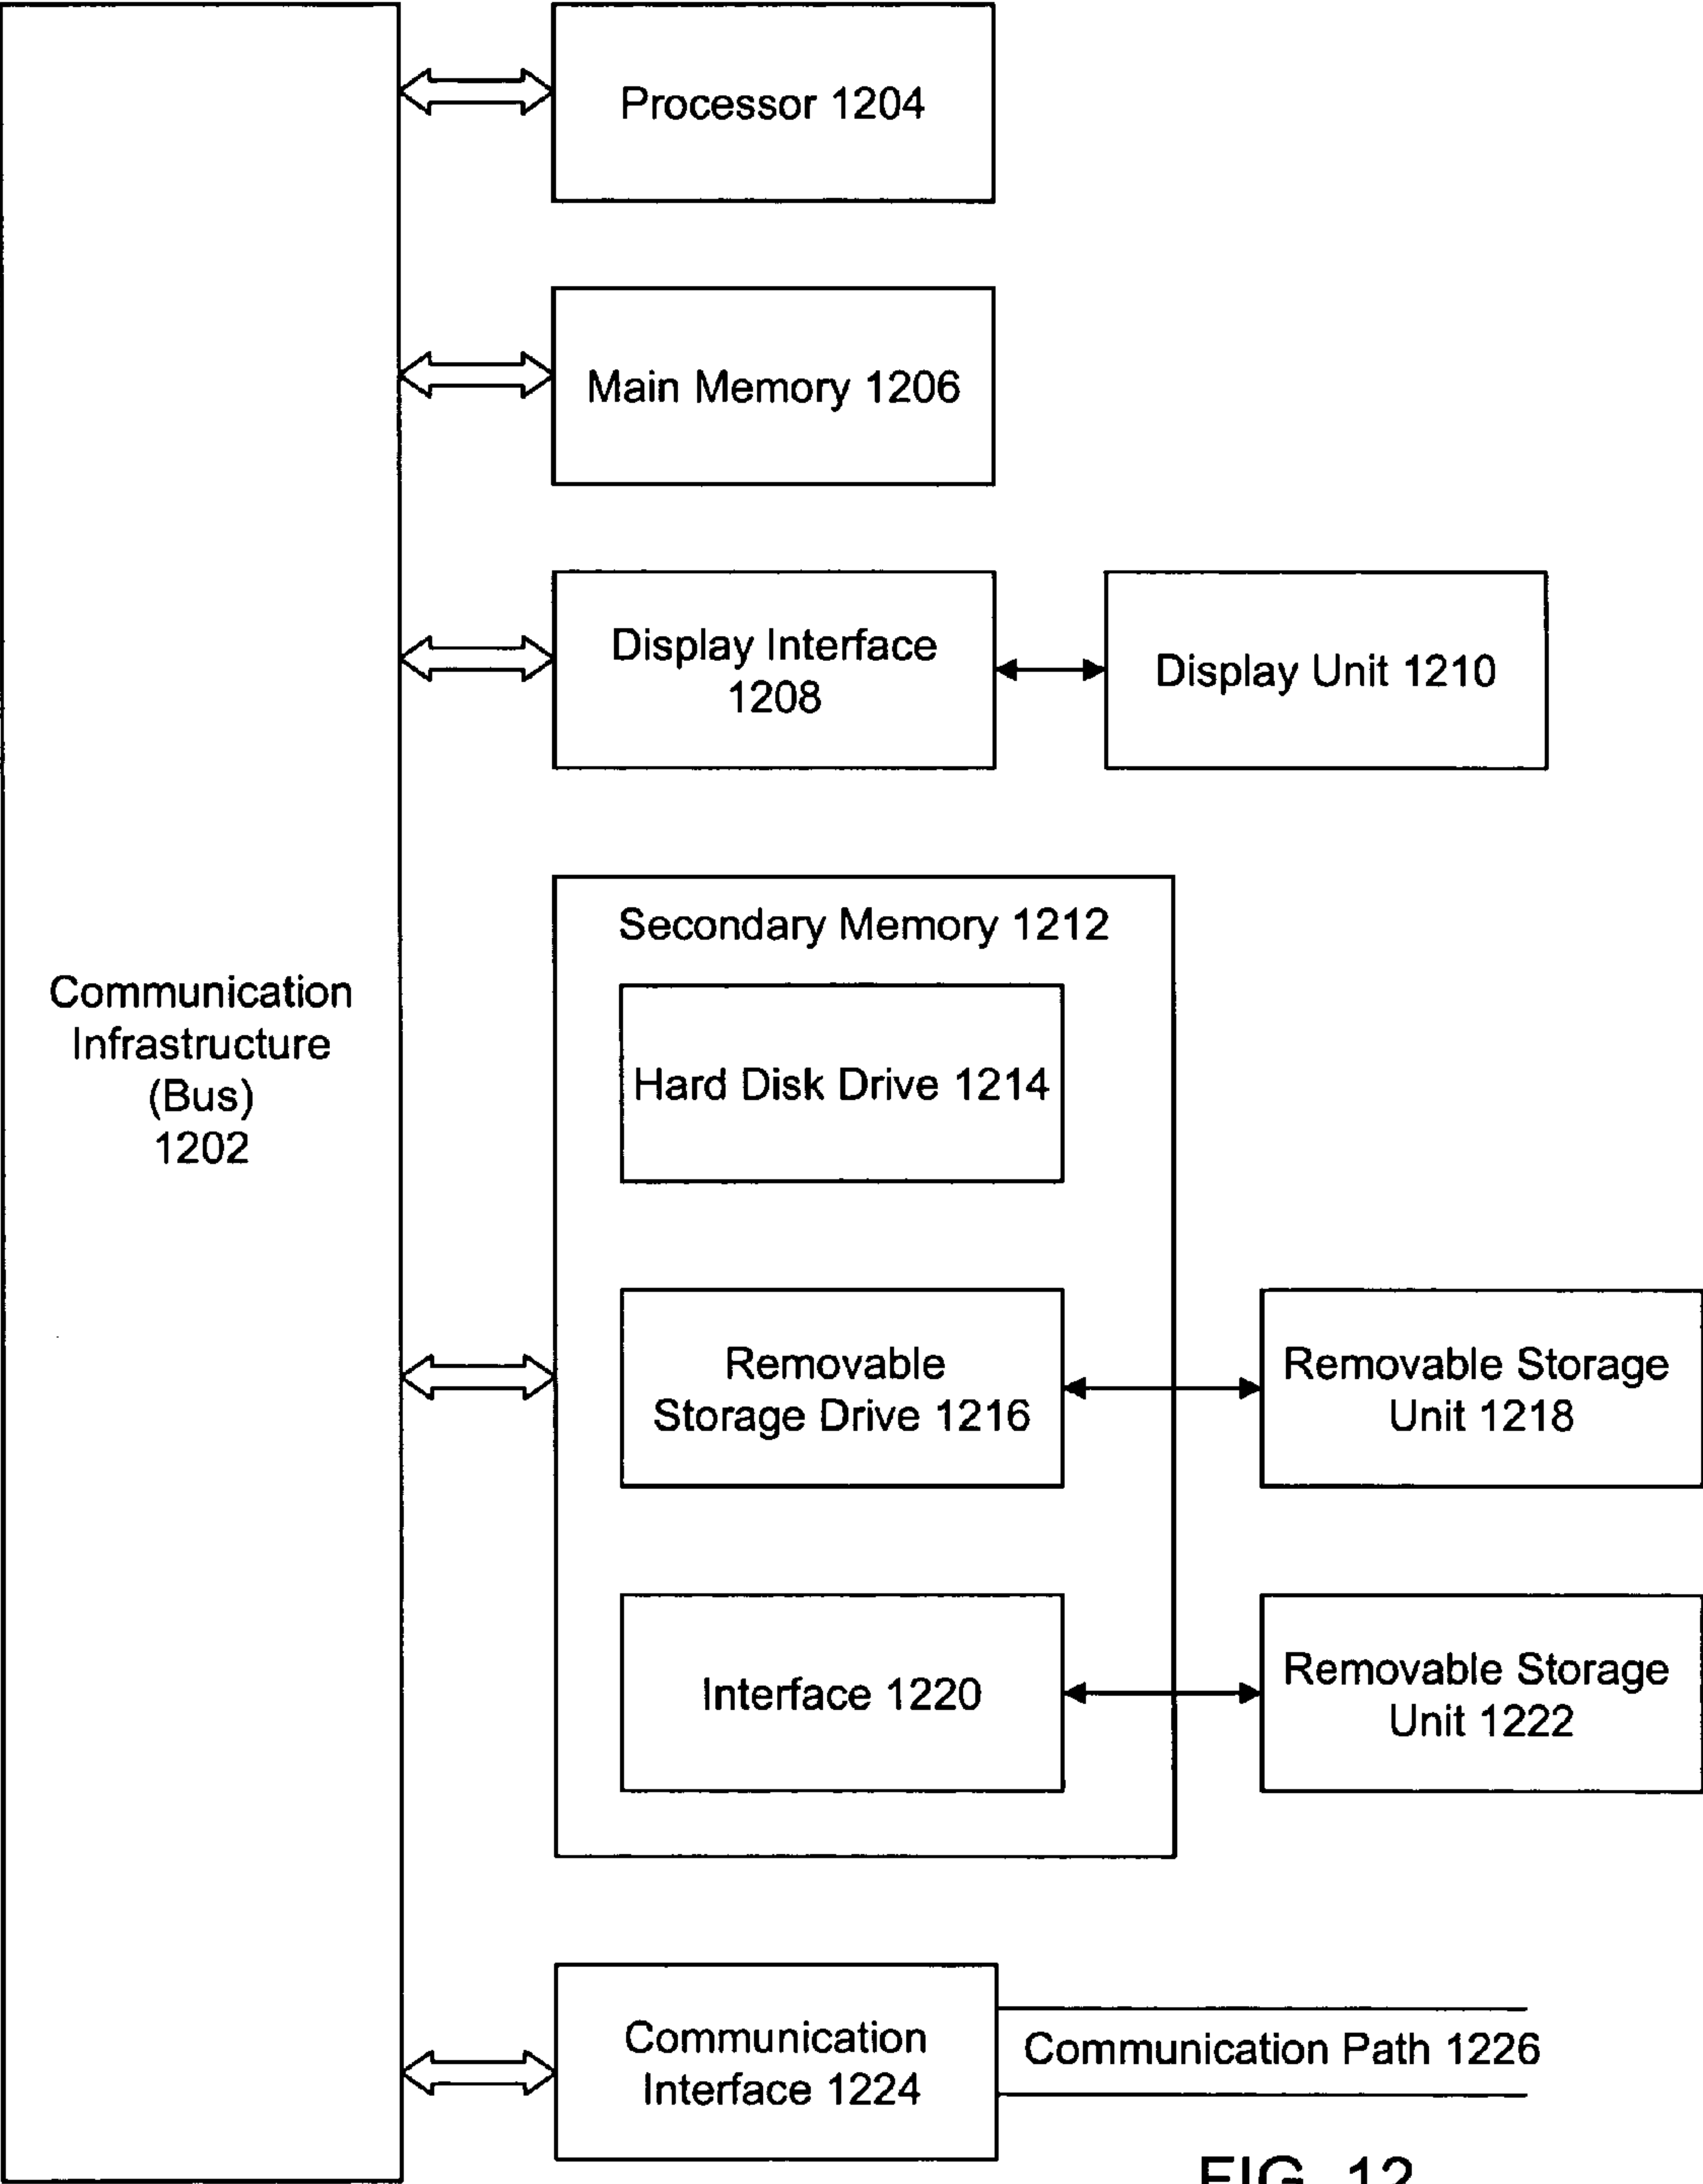 Processor 1204
Main Memory 1206
Display Interface
1208
Display Unit 1210
Secondary Memory 1212
Communication
Infrastructure
(Bus)
1202
Hard Disk Drive 1214
Removable
Storage Drive 1216
Removable Storage
Unit 1218
Interface 1220
Removable Storage
Unit 1222
Communication
Interface 1224
Communication Path 1226
FIG. 12